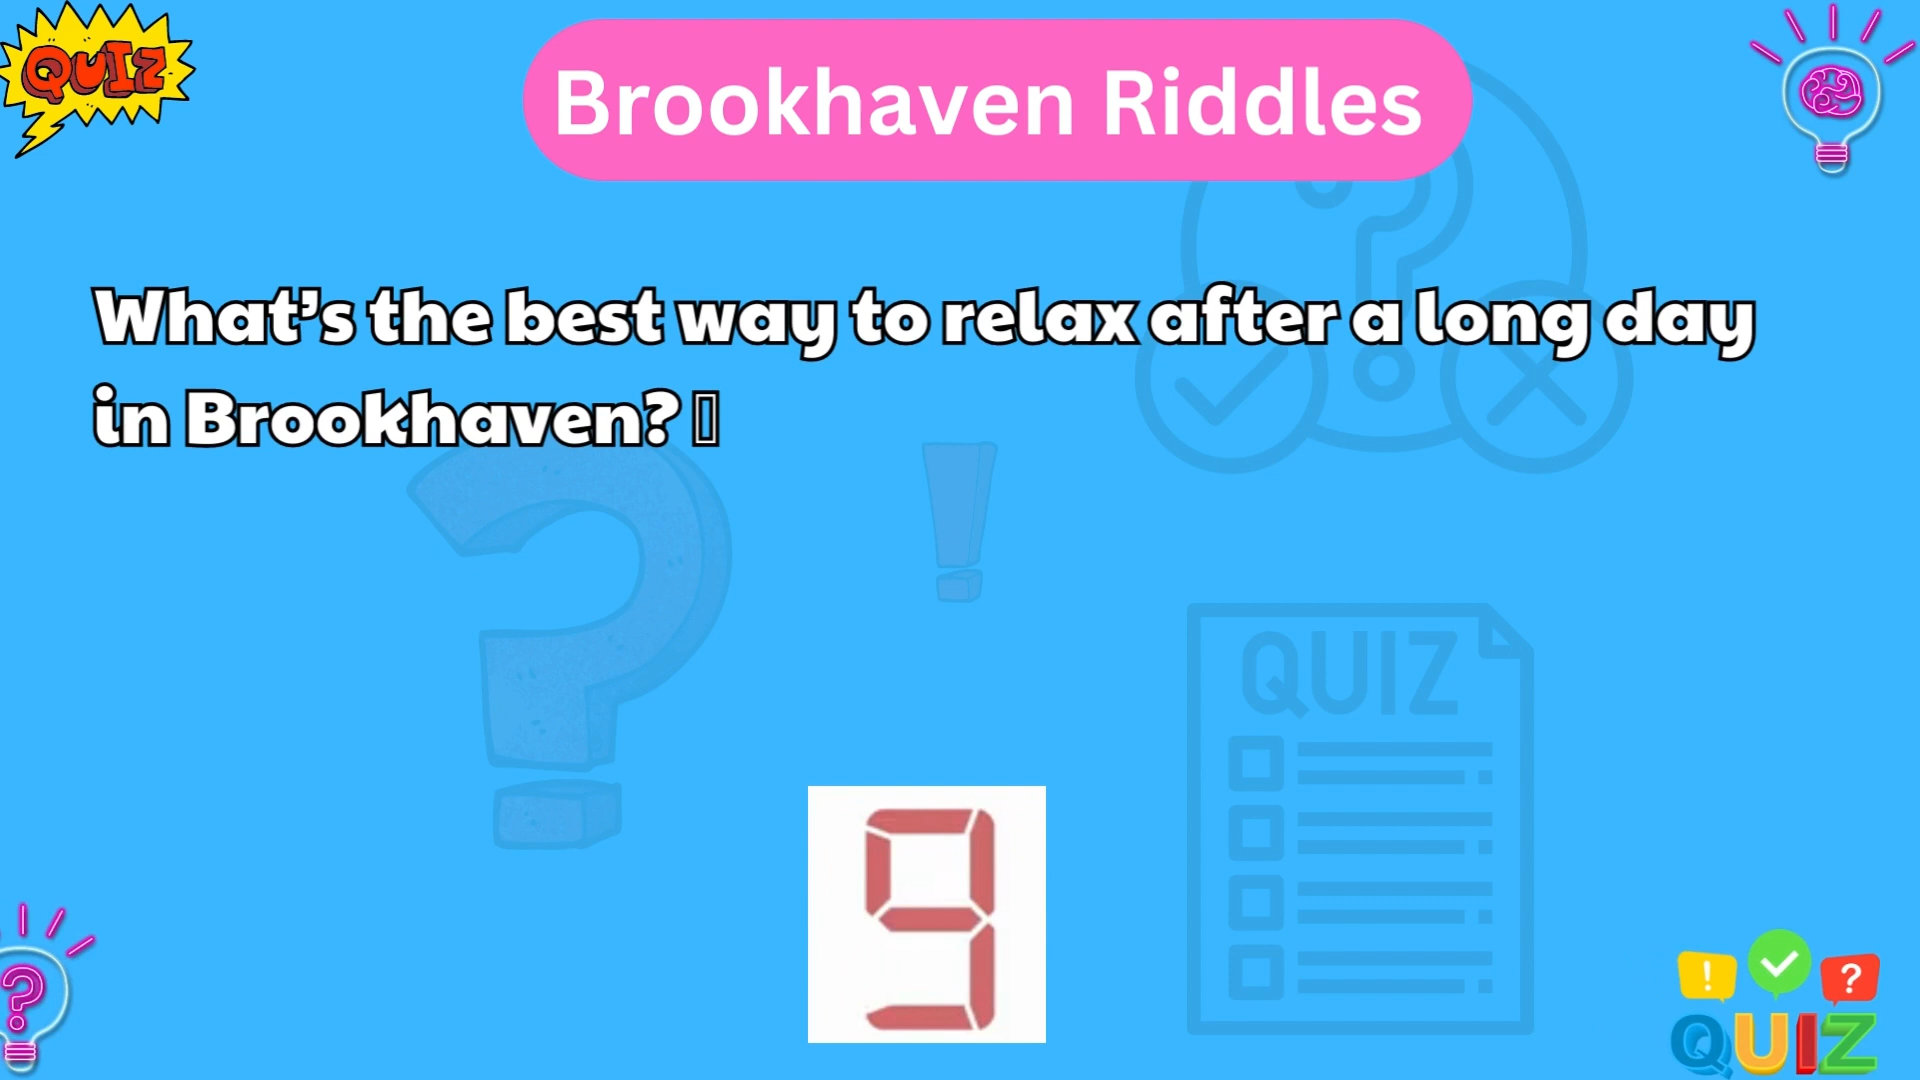 QUIZ
Brookhaven Riddles
What's the best way to relax after a long day
in Brookhaven? 
?
!
QUIZ
9
?
! ?
QUIZ